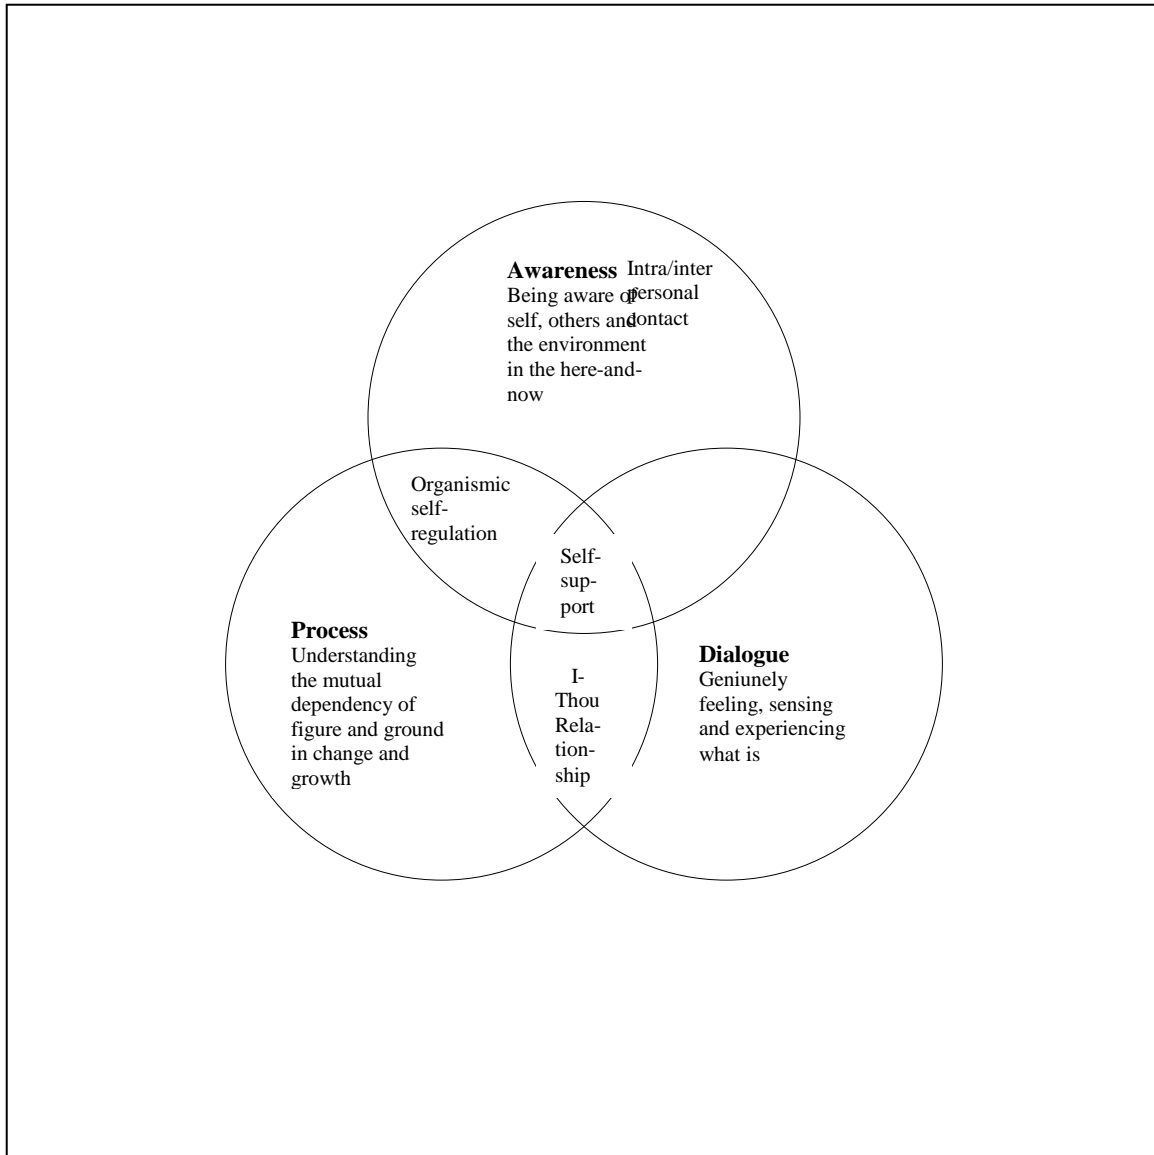 Awareness
Being aware of
self, others and
the environment
in the here-and-
now
Intra/inter
personal
contact
Organismic
self-
regulation
Self-
sup-
port
Process
Understanding
the mutual
dependency of
figure and ground
in change and
growth
I-
Thou
Rela-
tion-
ship
Dialogue
Geniunely
feeling, sensing
and experiencing
what is